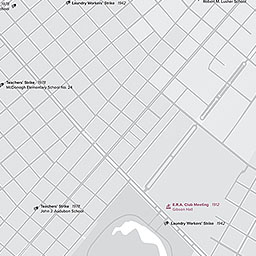 1978
School
Laundry Workers' Strike 1942
Robert M. Lusher School
Teachers' Strike 1978
McDonogh Elementary School No. 24
Teachers' Strike 1978
John J. Audubon School
E.R.A. Club Meeting 1912
Gibson Hall
Laundry Workers' Strike 1942